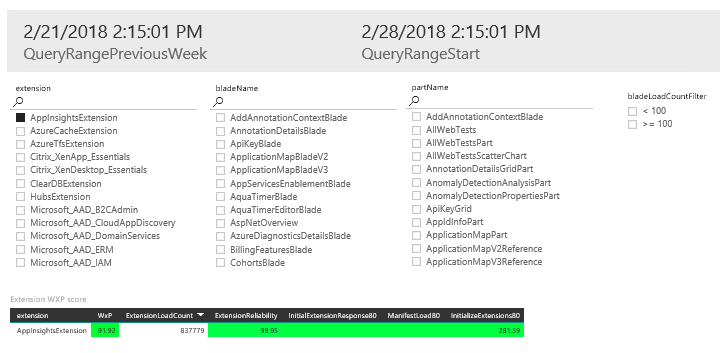 2/21/2018 2:15:01 PM
QueryRangePreviousWeek
2/28/2018 2:15:01 PM
QueryRangeStart
extension
AppInsightsExtension
AzureCacheExtension
AzureTfsExtension
Citrix_XenApp_Essentials
Citrix_XenDesktop_Essentials
ClearDBExtension
HubsExtension
Microsoft_AAD_B2CAdmin
Microsoft_AAD_CloudAppDiscovery
Microsoft_AAD_DomainServices
Microsoft_AAD_ERM
Microsoft_AAD_IAM
bladeName
AddAnnotationContextBlade
AnnotationDetailsBlade
ApiKeyBlade
ApplicationMapBladeV2
ApplicationMapBladeV3
AppServicesEnablementBlade
AquaTimerBlade
AquaTimerEditorBlade
AspNetOverview
AzureDiagnosticsDetailsBlade
BillingFeaturesBlade
CohortsBlade
partName
AddAnnotationContextBlade
AllWebTests
AllWebTestsPart
AllWebTestsScatterChart
AnnotationDetailsGridPart
AnomalyDetectionAnalysisPart
AnomalyDetectionPropertiesPart
ApiKeyGrid
AppIdInfoPart
ApplicationMapPart
ApplicationMapV2Reference
ApplicationMapV3Reference
bladeLoadCountFilter
< 100
>= 100
Extension WXP score
extension WxP ExtensionLoadCount ExtensionReliability InitialExtensionResponse80 ManifestLoad80 InitializeExtensions80
AppInsightsExtension 91.92 837779 99.95 281.59